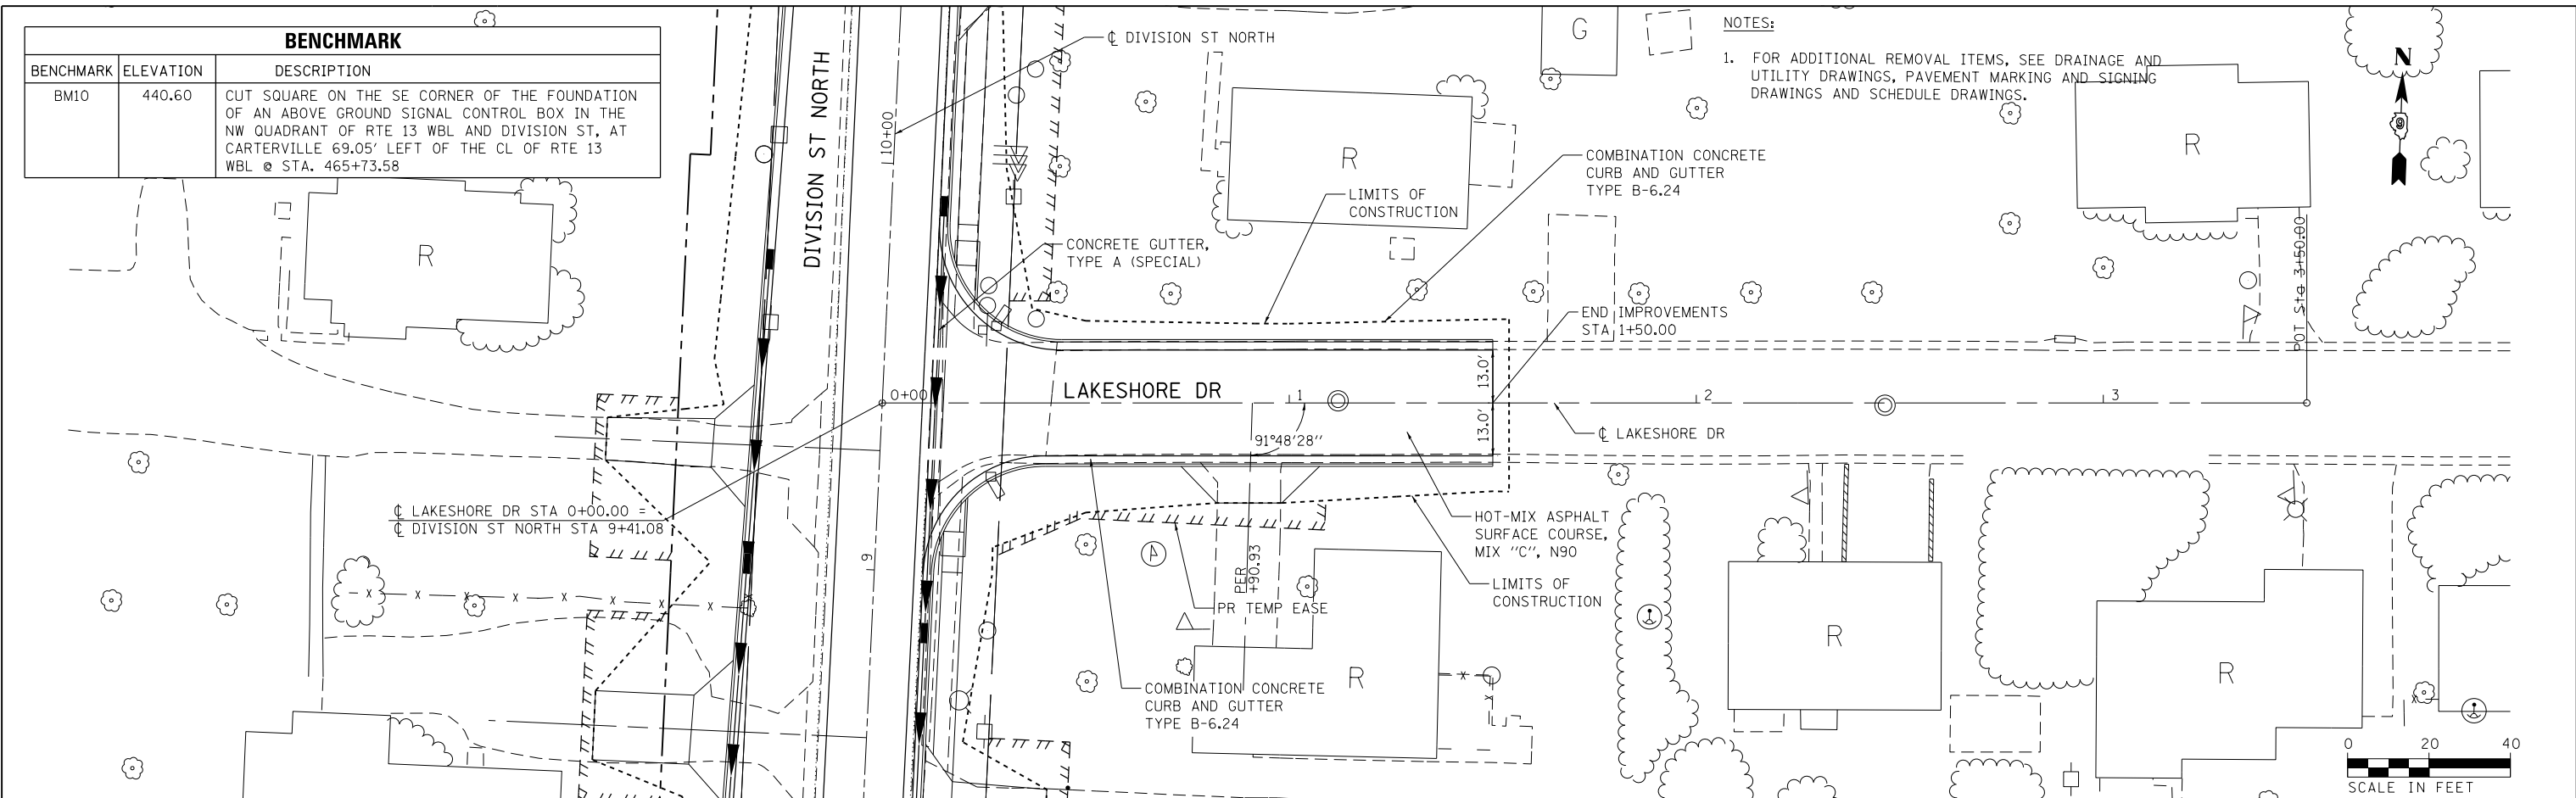 BENCHMARK
BENCHMARK ELEVATION DESCRIPTION
BM10 440.60 CUT SQUARE ON THE SE CORNER OF THE FOUNDATION
OF AN ABOVE GROUND SIGNAL CONTROL BOX IN THE
NW QUADRANT OF RTE 13 WBL AND DIVISION ST, AT
CARTERVILLE 69.05' LEFT OF THE CL OF RTE 13
WBL @ STA. 465+73.58
NOTES:
1. FOR ADDITIONAL REMOVAL ITEMS, SEE DRAINAGE AND
UTILITY DRAWINGS, PAVEMENT MARKING AND SIGNING
DRAWINGS AND SCHEDULE DRAWINGS.
N
9
G
R
R
R
℄ DIVISION ST NORTH
DIVISION ST NORTH
10+00
COMBINATION CONCRETE
CURB AND GUTTER
TYPE B-6.24
LIMITS OF
CONSTRUCTION
CONCRETE GUTTER,
TYPE A (SPECIAL)
END IMPROVEMENTS
STA 1+50.00
POT Sta 3+50.00
13.0'
13.0'
0+00
LAKESHORE DR
1
2
3
91°48'28"
℄ LAKESHORE DR
℄ LAKESHORE DR STA 0+00.00 =
℄ DIVISION ST NORTH STA 9+41.08
9
HOT-MIX ASPHALT
SURFACE COURSE,
MIX "C", N90
LIMITS OF
CONSTRUCTION
PER
+90.93
PR TEMP EASE
COMBINATION CONCRETE
CURB AND GUTTER
TYPE B-6.24
R
R
R
0 20 40
SCALE IN FEET